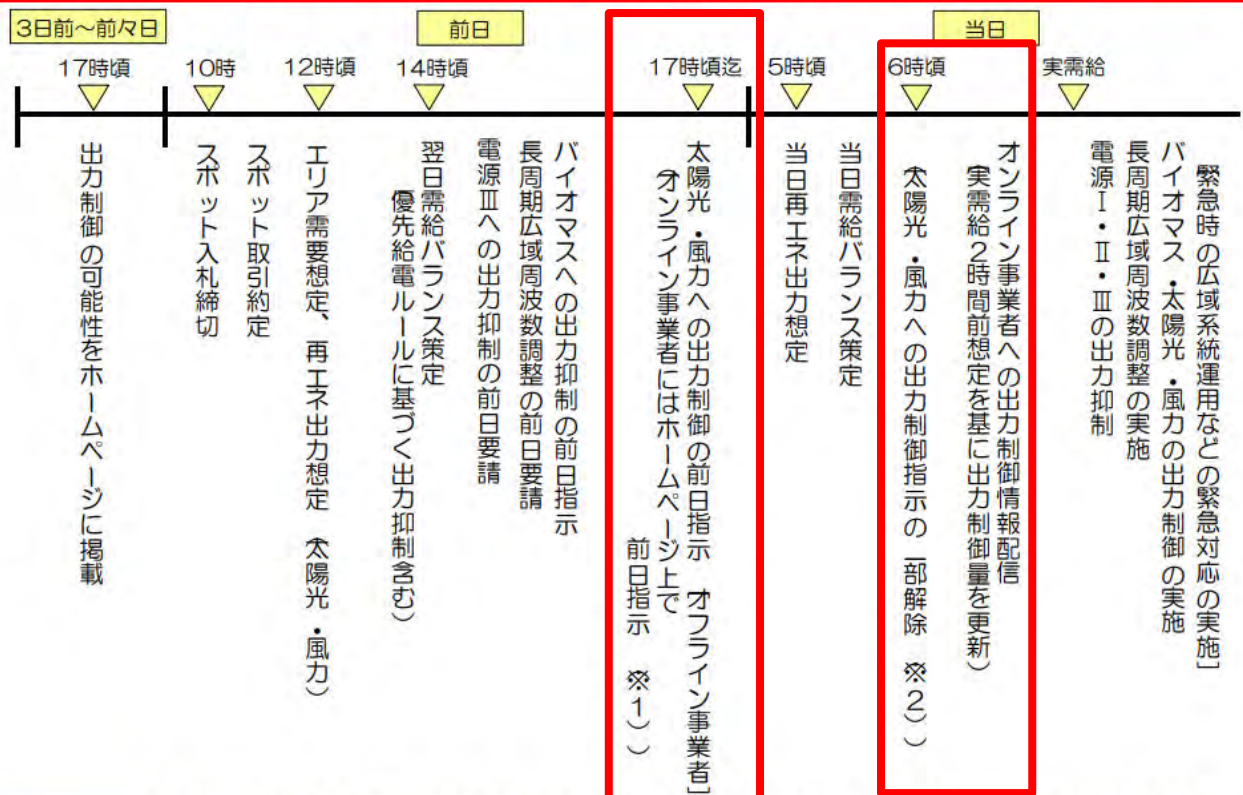 3日前～前々日
前日
当日
17時頃
10時
12時頃
14時頃
17時頃迄
5時頃
6時頃
実需給
出力制御の可能性をホームページに掲載
スポット入札締切
スポット取引約定
エリア需要想定、再エネ出力想定（太陽光・風力）
翌日需給バランス策定
（優先給電ルールに基づく出力抑制含む）
電源Ⅲへの出力抑制の前日要請
長周期広域周波数調整の前日要請
バイオマスへの出力抑制の前日指示
太陽光・風力への出力制御の前日指示［オフライン事業者］
（オンライン事業者にはホームページ上で
前日指示（※１））
当日再エネ出力想定
当日需給バランス策定
オンライン事業者への出力制御情報配信
（実需給２時間前想定を基に出力制御量を更新）
（太陽光・風力への出力制御指示の一部解除（※２））
電源Ⅰ・Ⅱ・Ⅲの出力抑制
長周期広域周波数調整の実施
バイオマス・太陽光・風力の出力制御の実施
［緊急時の広域系統運用などの緊急対応の実施］